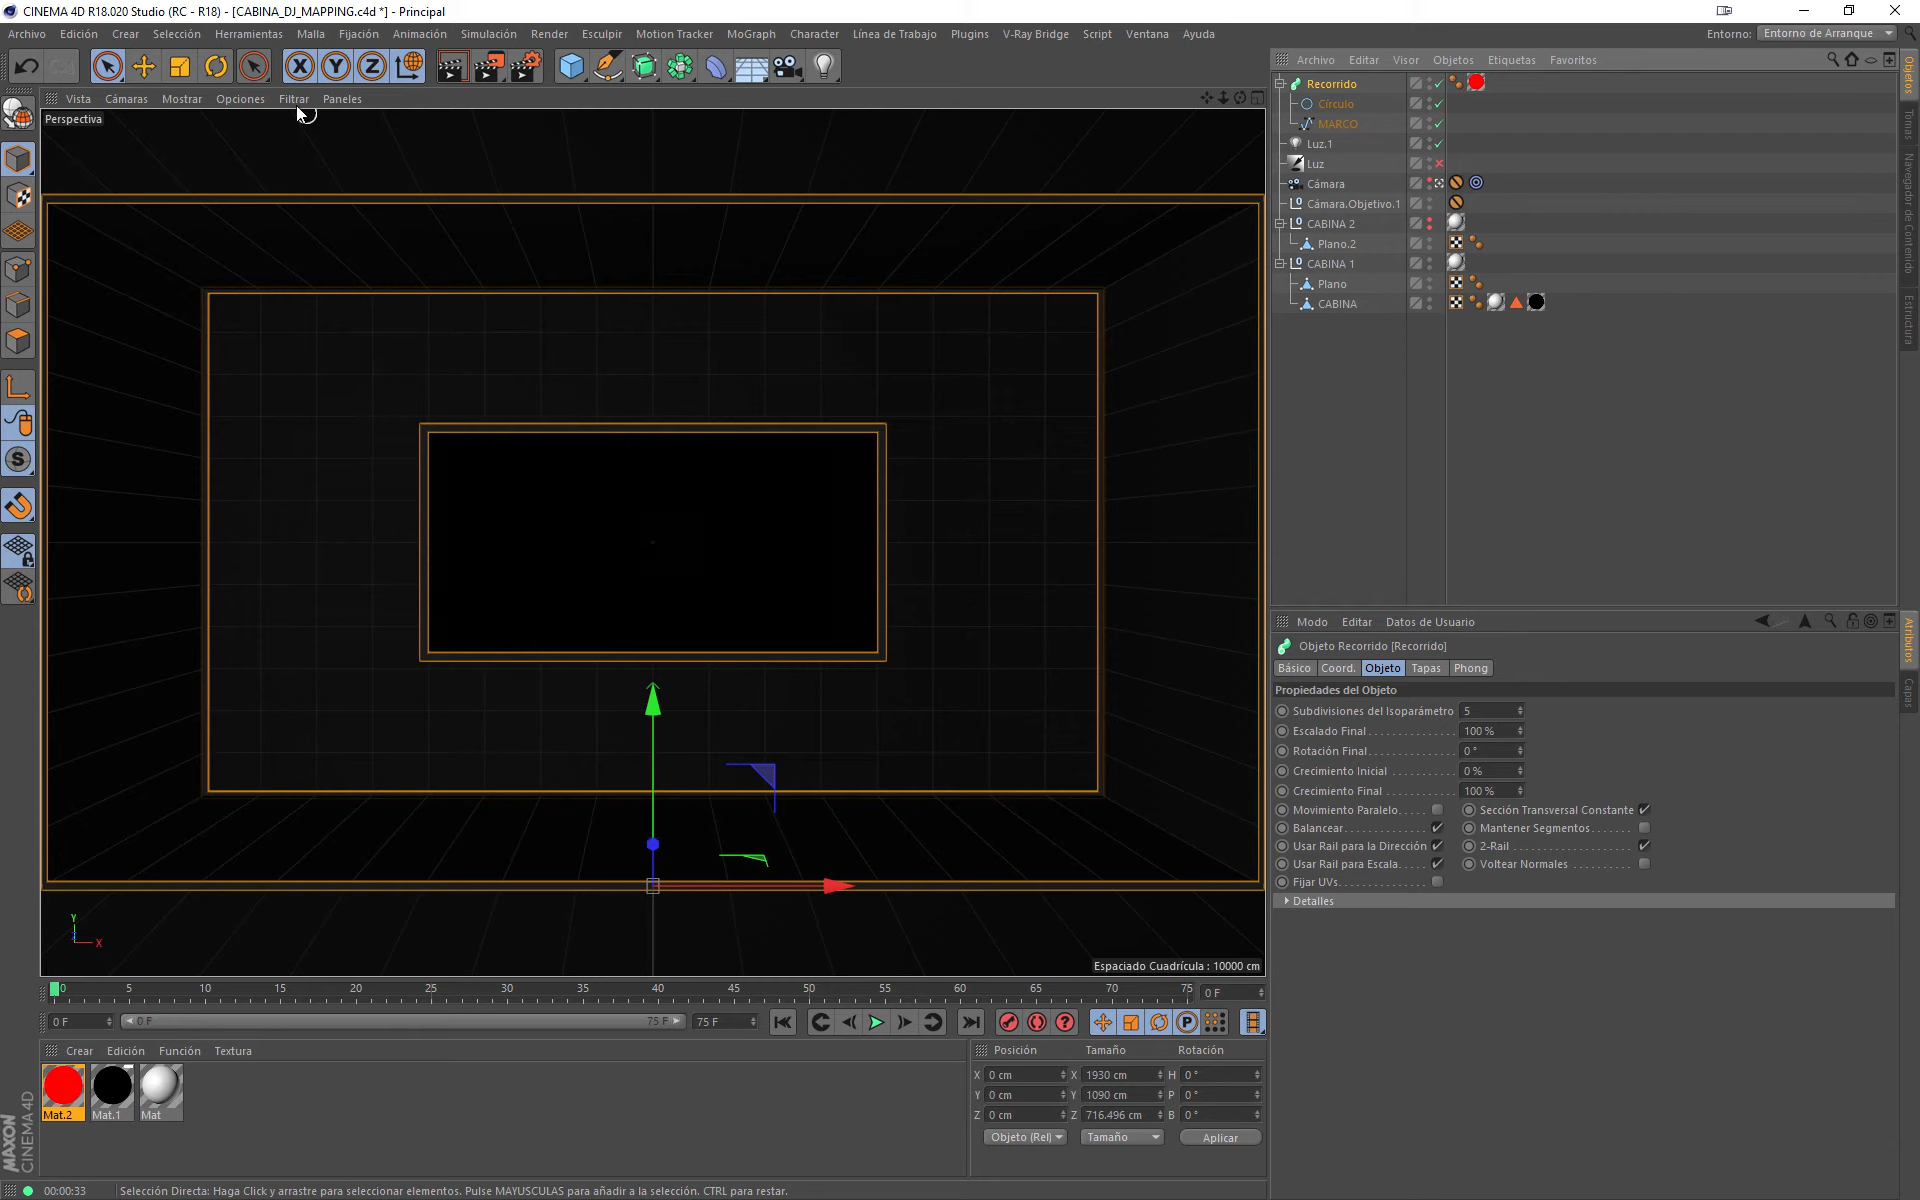 CINEMA 4D R18.020 Studio (RC - R18) - [CABINA_DJ_MAPPING.c4d *] - Principal
Archivo Edición Crear Selección Herramientas Malla Fijación Animación Simulación Render Esculpir Motion Tracker MoGraph Character Línea de Trabajo Plugins V-Ray Bridge Script Ventana Ayuda Entorno: Entorno de Arranque
X Y Z
Archivo Editar Visor Objetos Etiquetas Favoritos
Vista Cámaras Mostrar Opciones Filtrar Paneles
Perspectiva
Recorrido
Círculo
MARCO
Luz.1
Luz
Cámara
Cámara.Objetivo.1
CABINA 2
Plano.2
CABINA 1
Plano
CABINA
Objetos
Tomas
Navegador de Contenido
Estructura
Modo Editar Datos de Usuario
Objeto Recorrido [Recorrido]
Básico Coord. Objeto Tapas Phong
Propiedades del Objeto
Subdivisiones del Isoparámetro 5
Escalado Final. 100 %
Rotación Final. 0 °
Crecimiento Inicial 0 %
Crecimiento Final. 100 %
Movimiento Paralelo. Sección Transversal Constante
Balancear Mantener Segmentos
Usar Rail para la Dirección 2-Rail
Usar Rail para Escala. Voltear Normales
Fijar UVs.
Detalles
Atributos
Capas
Y
Z
X
Espaciado Cuadrícula : 10000 cm
0 5 10 15 20 25 30 35 40 45 50 55 60 65 70 75 0 F
0 F 0 F 75 F 75 F
P
Crear Edición Función Textura
Mat.2 Mat.1 Mat
Posición Tamaño Rotación
X 0 cm X 1930 cm H 0 °
Y 0 cm Y 1090 cm P 0 °
Z 0 cm Z 716.496 cm B 0 °
Objeto (Rel) Tamaño Aplicar
MAXON
CINEMA 4D
00:00:33 Selección Directa: Haga Click y arrastre para seleccionar elementos. Pulse MAYUSCULAS para añadir a la selección. CTRL para restar.